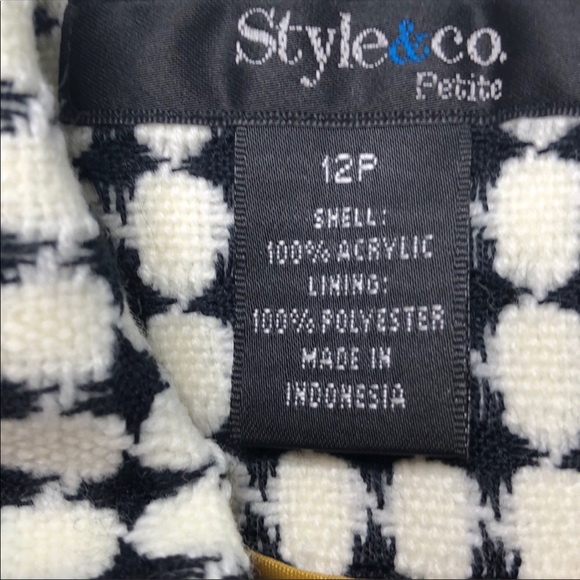 Style&co.
Petite
12P
SHELL:
100% ACRYLIC
LINING:
100% POLYESTER
MADE IN
INDONESIA